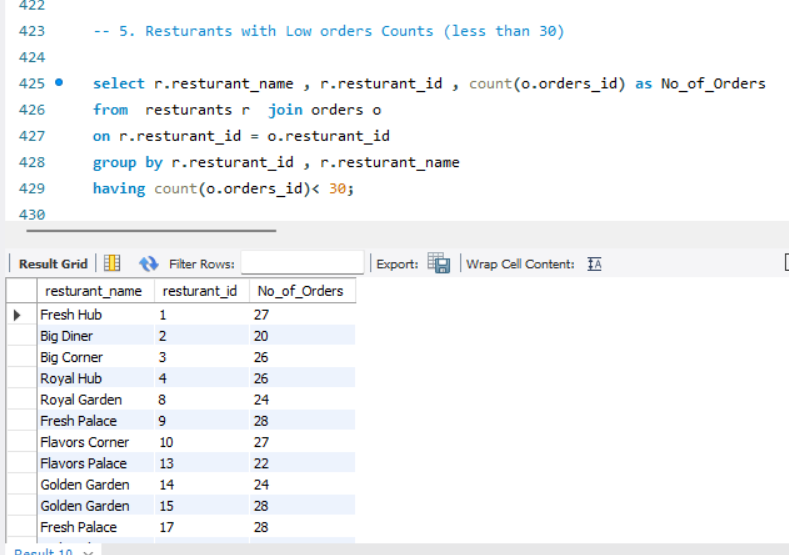 422
423 -- 5. Resturants with Low orders Counts (less than 30)
424
425 select r.resturant_name , r.resturant_id , count(o.orders_id) as No_of_Orders
426 from resturants r join orders o
427 on r.resturant_id = o.resturant_id
428 group by r.resturant_id , r.resturant_name
429 having count(o.orders_id)< 30;
430
Result Grid Filter Rows: Export: Wrap Cell Content: IA
resturant_name resturant_id No_of_Orders
Fresh Hub 1 27
Big Diner 2 20
Big Corner 3 26
Royal Hub 4 26
Royal Garden 8 24
Fresh Palace 9 28
Flavors Corner 10 27
Flavors Palace 13 22
Golden Garden 14 24
Golden Garden 15 28
Fresh Palace 17 28
Result 10